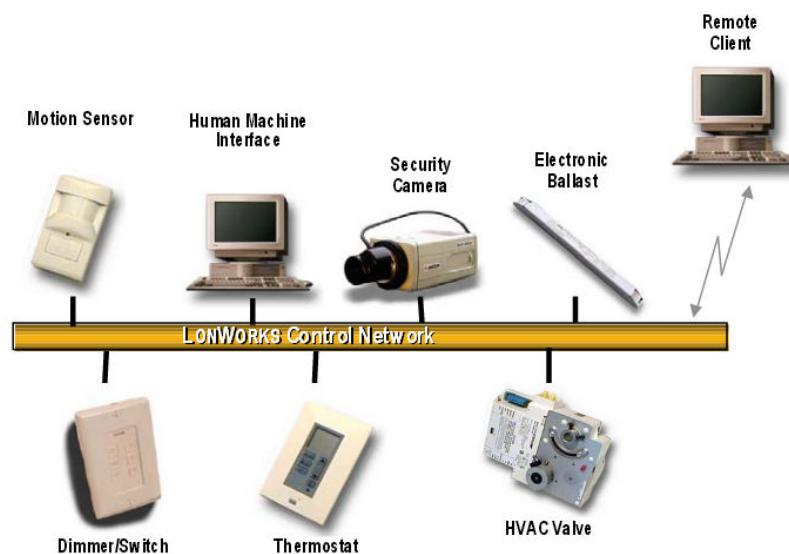 Remote
Client
Motion Sensor
Human Machine
Interface
Security
Camera
Electronic
Ballast
LONWORKS Control Network
Dimmer/Switch
Thermostat
HVAC Valve